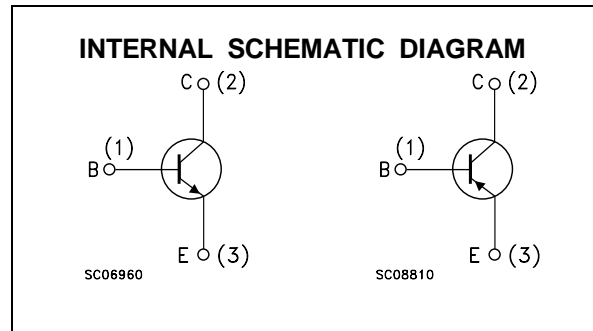 INTERNAL SCHEMATIC DIAGRAM
C (2)
C (2)
(1)
(1)
B
B
E (3)
E (3)
SC06960
SC08810